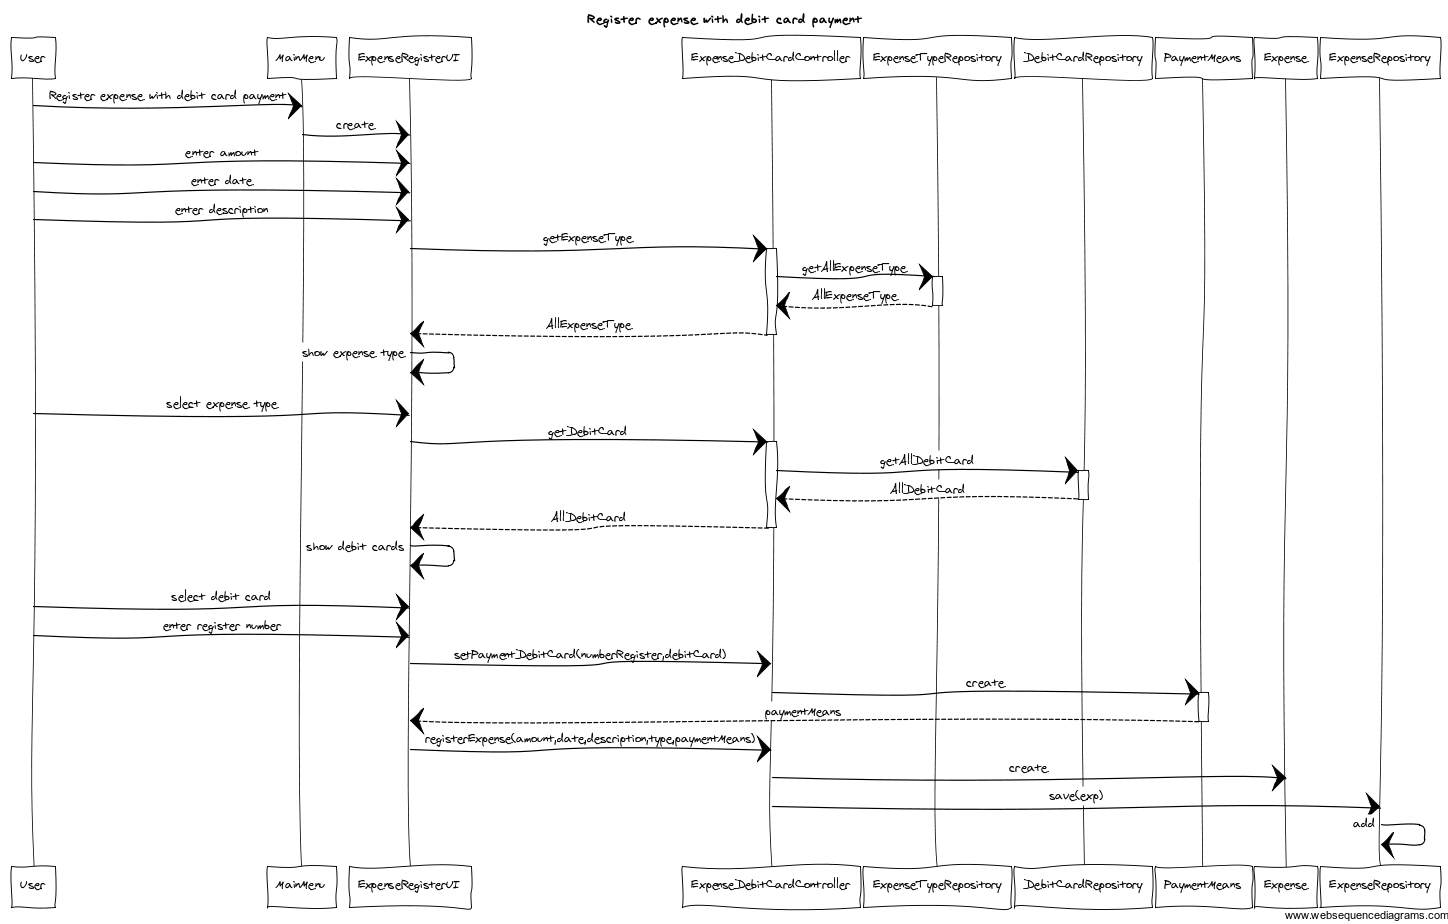 Register expense with debit card payment
User
MainMenu
ExpenseRegisterUI
ExpenseDebitCardController
ExpenseTypeRepository
DebitCardRepository
PaymentMeans
Expense
ExpenseRepository
Register expense with debit card payment
create
enter amount
enter date
enter description
getExpenseType
getAllExpenseType
AllExpenseType
AllExpenseType
show expense type
select expense type
getDebitCard
getAllDebitCard
AllDebitCard
AllDebitCard
show debit cards
select debit card
enter register number
setPaymentDebitCard(numberRegister,debitCard)
create
paymentMeans
registerExpense(amount,date,description,type,paymentMeans)
create
save(exp)
add
User
MainMenu
ExpenseRegisterUI
ExpenseDebitCardController
ExpenseTypeRepository
DebitCardRepository
PaymentMeans
Expense
ExpenseRepository
www.websequencediagrams.com